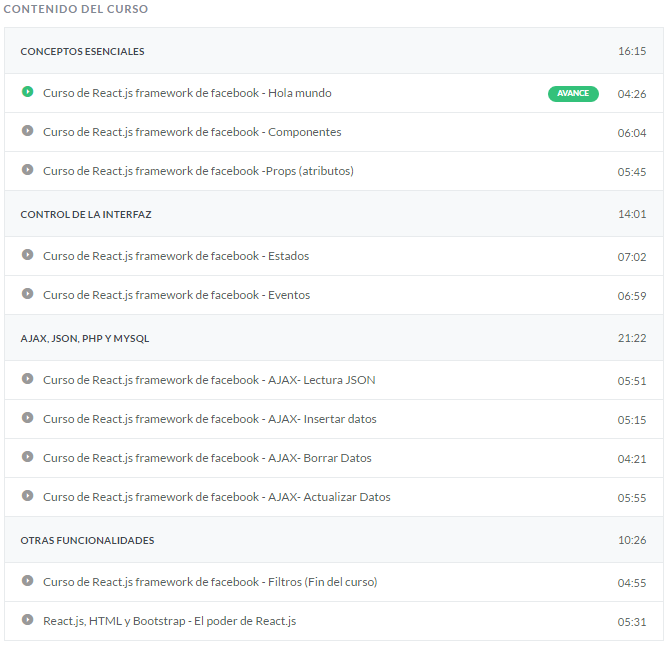 CONTENIDO DEL CURSO
CONCEPTOS ESENCIALES 16:15
Curso de React.js framework de facebook - Hola mundo AVANCE 04:26
Curso de React.js framework de facebook - Componentes 06:04
Curso de React.js framework de facebook -Props (atributos) 05:45
CONTROL DE LA INTERFAZ 14:01
Curso de React.js framework de facebook - Estados 07:02
Curso de React.js framework de facebook - Eventos 06:59
AJAX, JSON, PHP Y MYSQL 21:22
Curso de React.js framework de facebook - AJAX- Lectura JSON 05:51
Curso de React.js framework de facebook - AJAX- Insertar datos 05:15
Curso de React.js framework de facebook - AJAX- Borrar Datos 04:21
Curso de React.js framework de facebook - AJAX- Actualizar Datos 05:55
OTRAS FUNCIONALIDADES 10:26
Curso de React.js framework de facebook - Filtros (Fin del curso) 04:55
React.js, HTML y Bootstrap - El poder de React.js 05:31